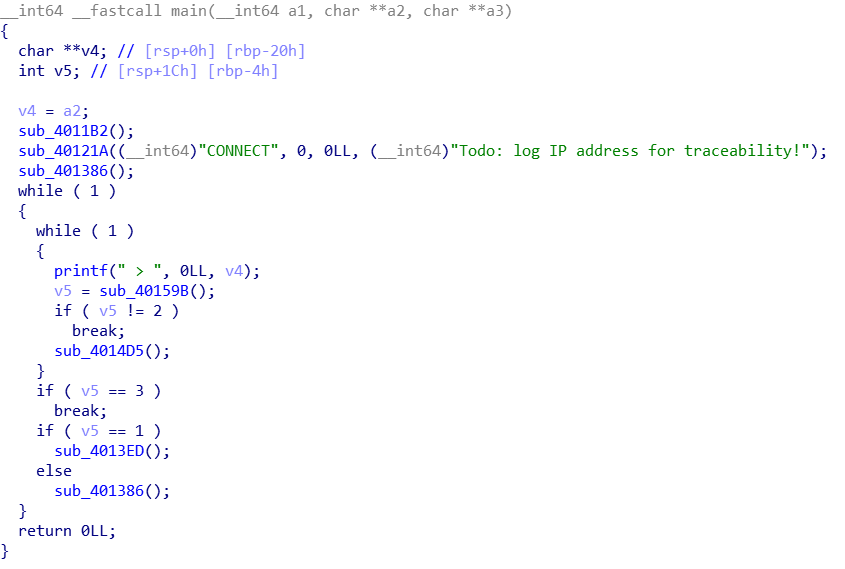 __int64 __fastcall main(__int64 a1, char **a2, char **a3)
{
  char **v4; // [rsp+0h] [rbp-20h]
  int v5; // [rsp+1Ch] [rbp-4h]

  v4 = a2;
  sub_4011B2();
  sub_40121A((__int64)"CONNECT", 0, 0LL, (__int64)"Todo: log IP address for traceability!");
  sub_401386();
  while ( 1 )
  {
    while ( 1 )
    {
      printf(" > ", 0LL, v4);
      v5 = sub_40159B();
      if ( v5 != 2 )
        break;
      sub_4014D5();
    }
    if ( v5 == 3 )
      break;
    if ( v5 == 1 )
      sub_4013ED();
    else
      sub_401386();
  }
  return 0LL;
}